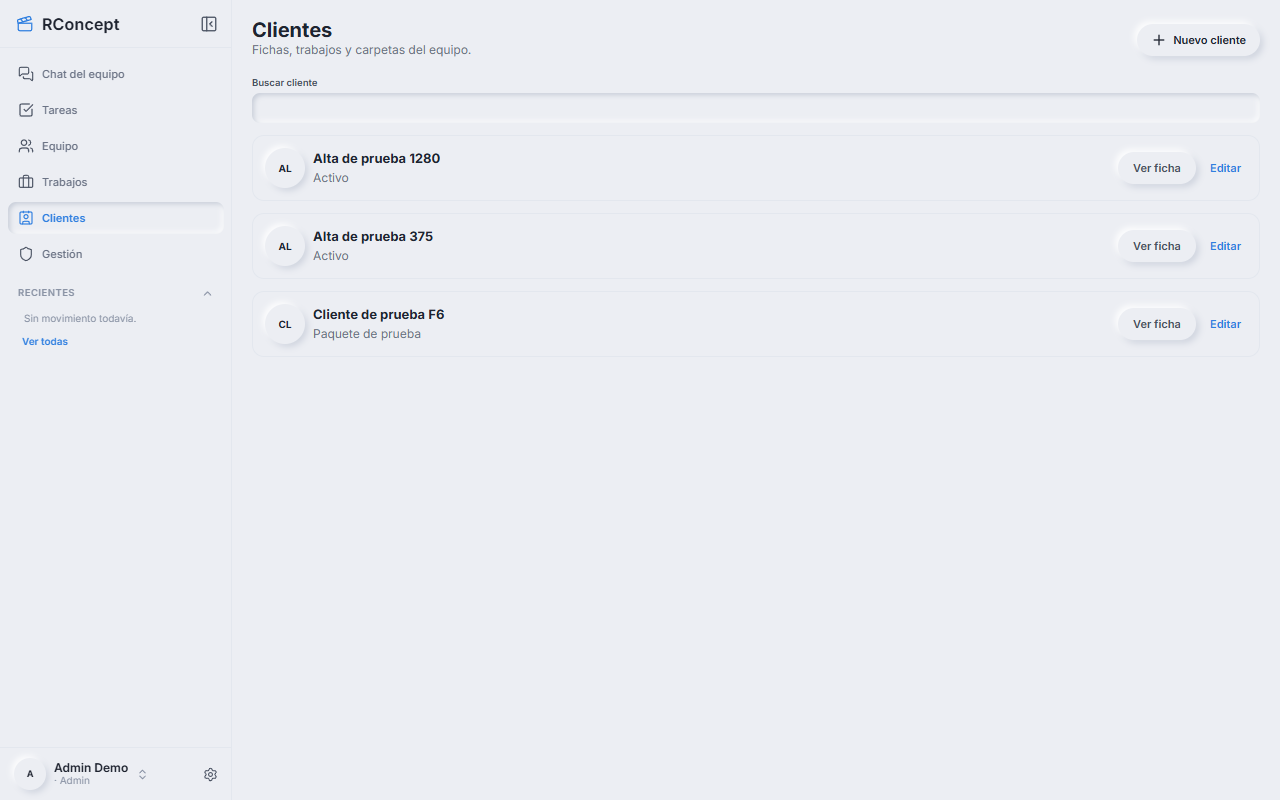 RConcept
Chat del equipo
Tareas
Equipo
Trabajos
Clientes
Gestión
RECIENTES
Sin movimiento todavía.
Ver todas
A
Admin Demo
· Admin
Clientes
Fichas, trabajos y carpetas del equipo.
Nuevo cliente
Buscar cliente
AL
Alta de prueba 1280
Activo
Ver ficha
Editar
AL
Alta de prueba 375
Activo
Ver ficha
Editar
CL
Cliente de prueba F6
Paquete de prueba
Ver ficha
Editar